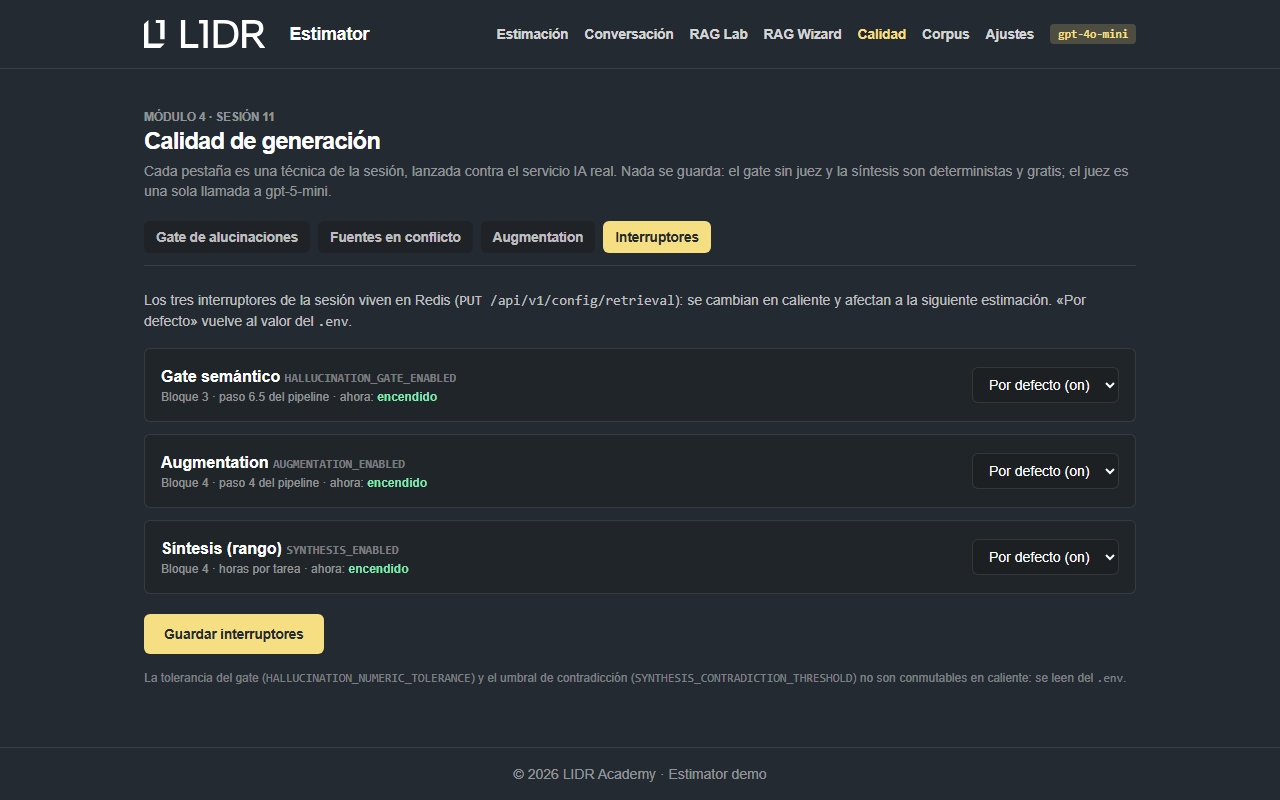 L1DR Estimator Estimación Conversación RAG Lab RAG Wizard Calidad Corpus Ajustes gpt-4o-mini
MÓDULO 4 · SESIÓN 11
Calidad de generación
Cada pestaña es una técnica de la sesión, lanzada contra el servicio IA real. Nada se guarda: el gate sin juez y la síntesis son deterministas y gratis; el juez es
una sola llamada a gpt-5-mini.
Gate de alucinaciones Fuentes en conflicto Augmentation Interruptores
Los tres interruptores de la sesión viven en Redis (PUT /api/v1/config/retrieval): se cambian en caliente y afectan a la siguiente estimación. «Por
defecto» vuelve al valor del .env.
Gate semántico HALLUCINATION_GATE_ENABLED
Bloque 3 · paso 6.5 del pipeline · ahora: encendido
Por defecto (on)
Augmentation AUGMENTATION_ENABLED
Bloque 4 · paso 4 del pipeline · ahora: encendido
Por defecto (on)
Síntesis (rango) SYNTHESIS_ENABLED
Bloque 4 · horas por tarea · ahora: encendido
Por defecto (on)
Guardar interruptores
La tolerancia del gate (HALLUCINATION_NUMERIC_TOLERANCE) y el umbral de contradicción (SYNTHESIS_CONTRADICTION_THRESHOLD) no son conmutables en caliente: se leen del .env.
© 2026 LIDR Academy · Estimator demo